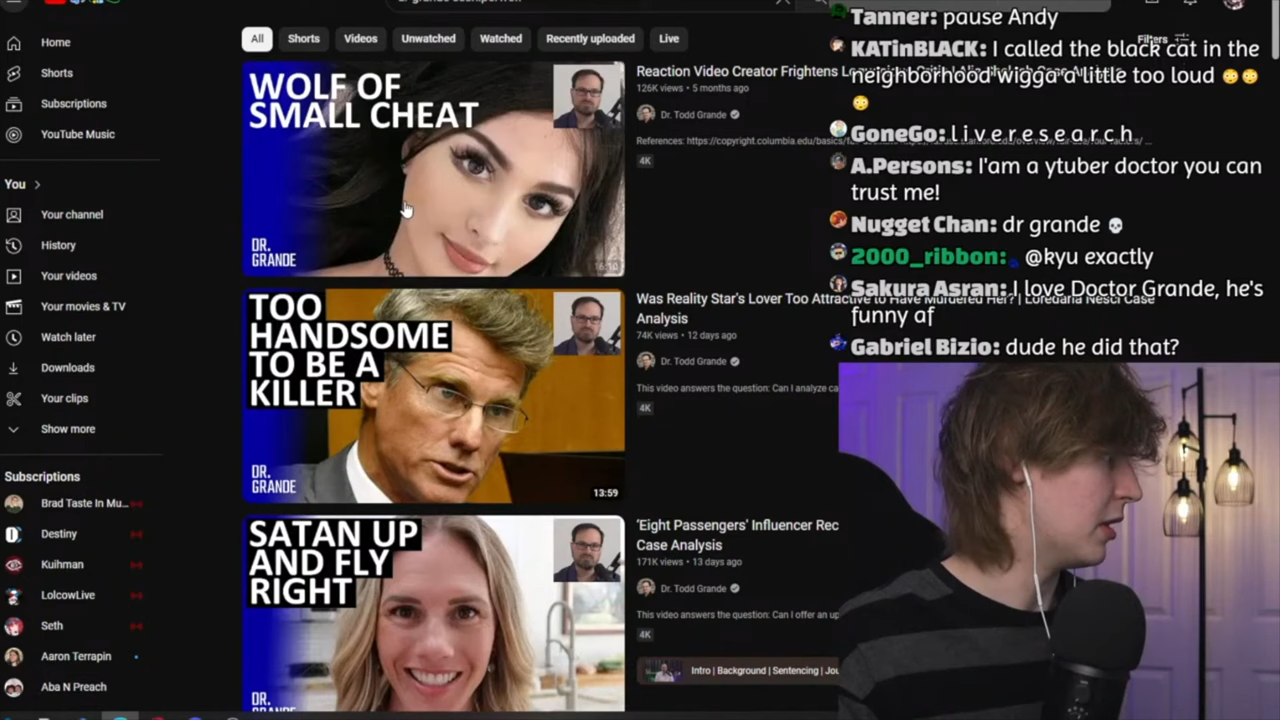 All
Shorts
Videos
Unwatched
Watched
Recently uploaded
Live
Filters
Home
Shorts
Subscriptions
YouTube Music
You
Your channel
History
Your videos
Your movies & TV
Watch later
Downloads
Your clips
Show more
Subscriptions
Brad Taste In Mu...
Destiny
Kuihman
LolcowLive
Seth
Aaron Terrapin
Aba N Preach
WOLF OF
SMALL CHEAT
DR.
GRANDE
Reaction Video Creator Frightens
126K views • 5 months ago
Dr. Todd Grande
References: https://copyright.columbia.edu/basics/
4K
TOO
HANDSOME
TO BE A
KILLER
DR.
GRANDE
13:59
Was Reality Star's Lover Too Attractive to Have Murdered Her? | Loredana Nesci Case
Analysis
74K views • 12 days ago
Dr. Todd Grande
This video answers the question: Can I analyze ca
4K
SATAN UP
AND FLY
RIGHT
DR.
'Eight Passengers' Influencer Rec
Case Analysis
171K views • 13 days ago
Dr. Todd Grande
This video answers the question: Can I offer an up
4K
Intro | Background | Sentencing | Jou
Tanner: pause Andy
KATinBLACK: I called the black cat in the
neighboorhood wigga a little too loud 😳😳
😳
GoneGo: l i v e r e s e a r c h
A.Persons: I'am a ytuber doctor you can
trust me!
Nugget Chan: dr grande 💀
2000_ribbon: @kyu exactly
Sakura Asran: I love Doctor Grande, he's
funny af
Gabriel Bizio: dude he did that?